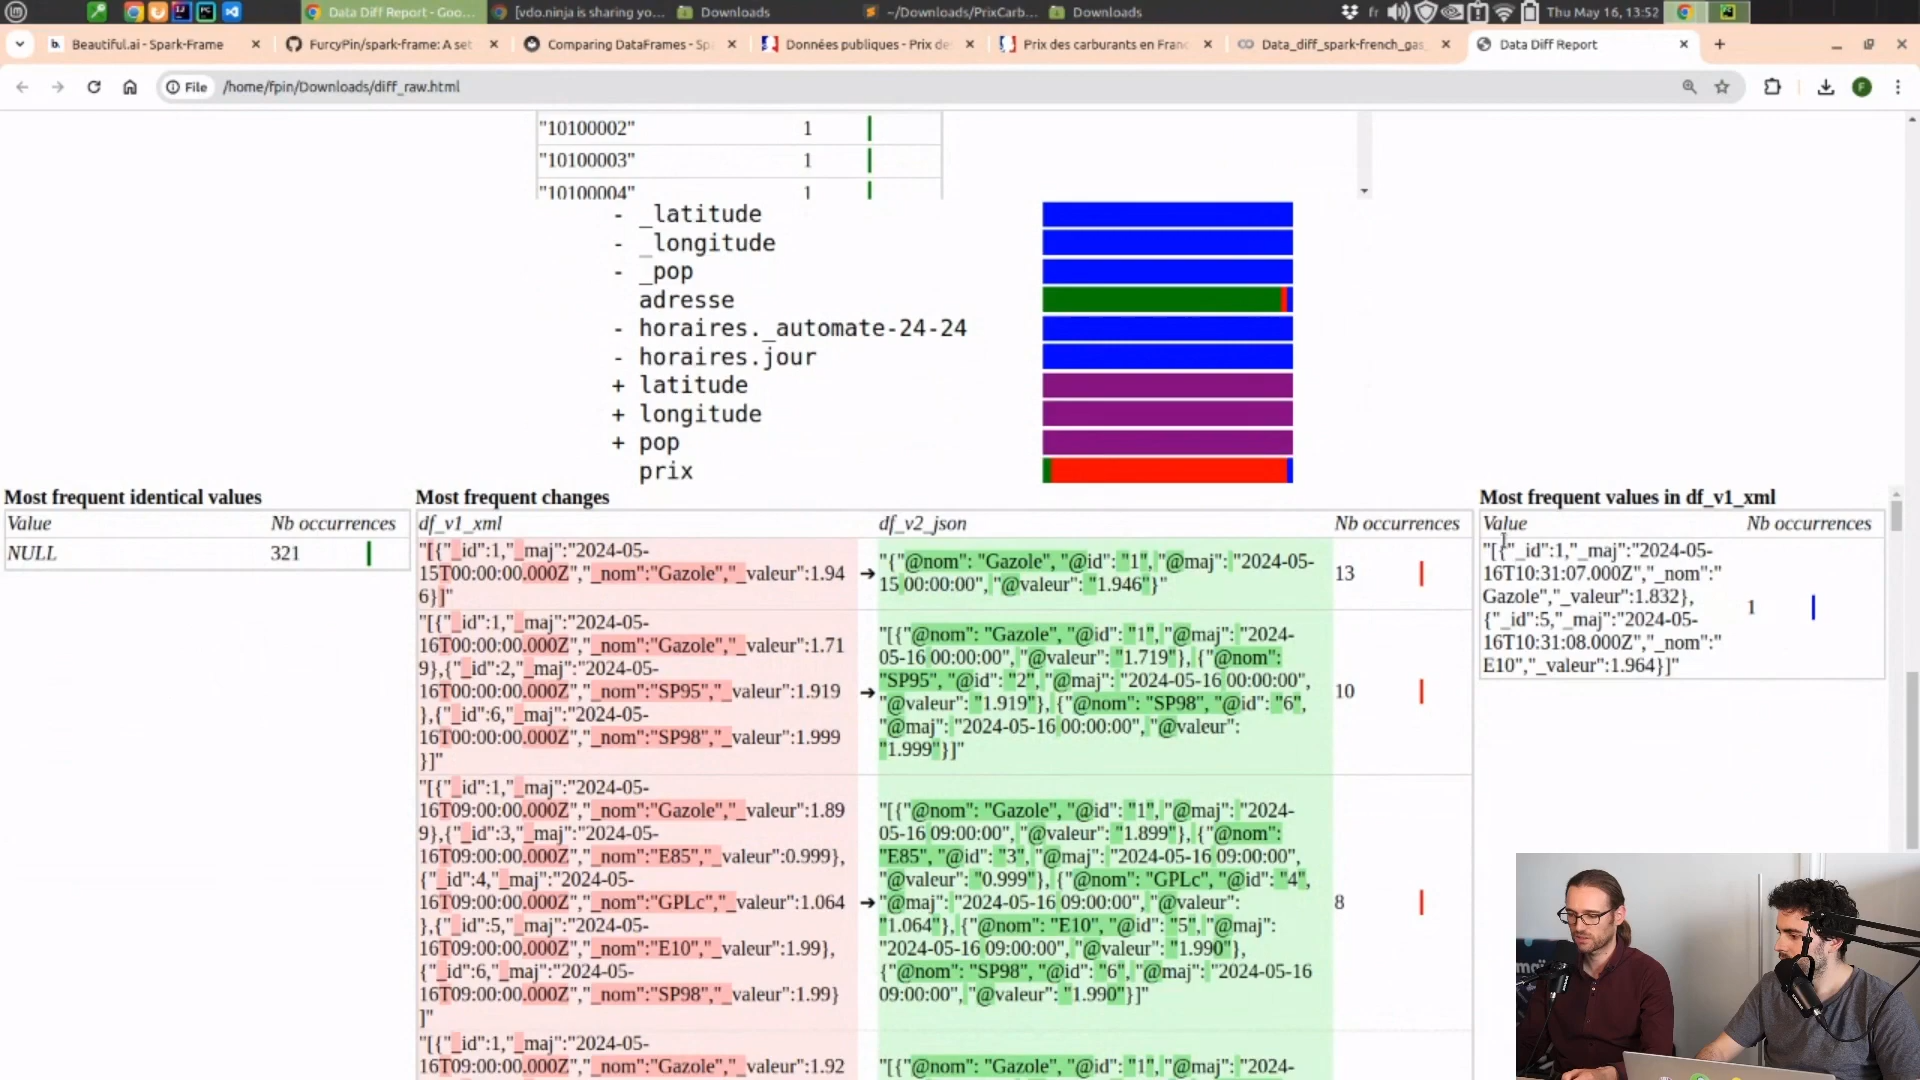 Data Diff Report - Goo...
[vdo.ninja is sharing yo...
Downloads
~/Downloads/PrixCarb...
Downloads
fr
Thu May 16, 13:52
Beautiful.ai - Spark-Frame
FurcyPin/spark-frame: A set
Comparing DataFrames - Sp
Données publiques - Prix de
Prix des carburants en Franc
Data_diff_spark-french_gas_
Data Diff Report
File
/home/fpin/Downloads/diff_raw.html
"10100002" 1
"10100003" 1
"10100004" 1
- _latitude
- _longitude
- _pop
adresse
- horaires._automate-24-24
- horaires.jour
+ latitude
+ longitude
+ pop
prix
Most frequent identical values
Value Nb occurrences
NULL 321
Most frequent changes
df_v1_xml df_v2_json Nb occurrences
"[{"_id":1,"_maj":"2024-05-
15T00:00:00.000Z","_nom":"Gazole","_valeur":1.94
6}]"
→
"{"@nom": "Gazole", "@id": "1", "@maj": "2024-05-
15 00:00:00", "@valeur": "1.946"}"
13
"[{"_id":1,"_maj":"2024-05-
16T00:00:00.000Z","_nom":"Gazole","_valeur":1.71
9},{"_id":2,"_maj":"2024-05-
16T00:00:00.000Z","_nom":"SP95","_valeur":1.919
},{"_id":6,"_maj":"2024-05-
16T00:00:00.000Z","_nom":"SP98","_valeur":1.999
}]"
→
"[{"@nom": "Gazole", "@id": "1", "@maj": "2024-
05-16 00:00:00", "@valeur": "1.719"}, {"@nom":
"SP95", "@id": "2", "@maj": "2024-05-16 00:00:00",
"@valeur": "1.919"}, {"@nom": "SP98", "@id": "6",
"@maj": "2024-05-16 00:00:00", "@valeur":
"1.999"}]"
10
"[{"_id":1,"_maj":"2024-05-
16T09:00:00.000Z","_nom":"Gazole","_valeur":1.89
9},{"_id":3,"_maj":"2024-05-
16T09:00:00.000Z","_nom":"E85","_valeur":0.999},
{"_id":4,"_maj":"2024-05-
16T09:00:00.000Z","_nom":"GPLc","_valeur":1.064
},{"_id":5,"_maj":"2024-05-
16T09:00:00.000Z","_nom":"E10","_valeur":1.99},
{"_id":6,"_maj":"2024-05-
16T09:00:00.000Z","_nom":"SP98","_valeur":1.99}
]"
→
"[{"@nom": "Gazole", "@id": "1", "@maj": "2024-
05-16 09:00:00", "@valeur": "1.899"}, {"@nom":
"E85", "@id": "3", "@maj": "2024-05-16 09:00:00",
"@valeur": "0.999"}, {"@nom": "GPLc", "@id": "4",
"@maj": "2024-05-16 09:00:00", "@valeur":
"1.064"}, {"@nom": "E10", "@id": "5", "@maj":
"2024-05-16 09:00:00", "@valeur": "1.990"},
{"@nom": "SP98", "@id": "6", "@maj": "2024-05-16
09:00:00", "@valeur": "1.990"}]"
8
"[{"_id":1,"_maj":"2024-05-
16T09:00:00.000Z","_nom":"Gazole","_valeur":1.92
"[{"@nom": "Gazole", "@id": "1", "@maj": "2024-
Most frequent values in df_v1_xml
Value Nb occurrences
"[{"_id":1,"_maj":"2024-05-
16T10:31:07.000Z","_nom":"
Gazole","_valeur":1.832},
{"_id":5,"_maj":"2024-05-
16T10:31:08.000Z","_nom":"
E10","_valeur":1.964}]"
1